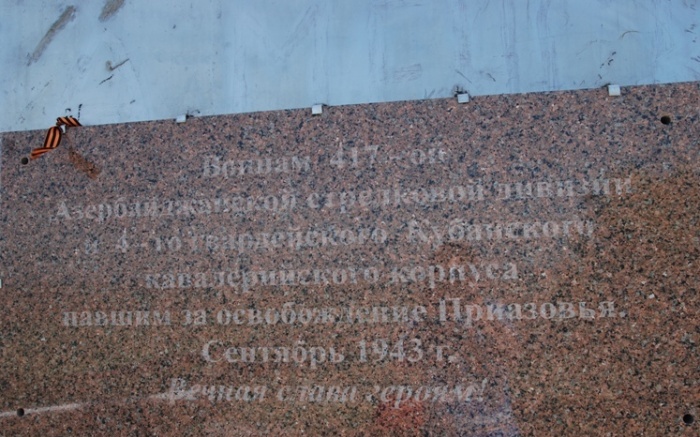 Воинам 417 - ой
Азербайджанской стрелковой дивизии
и 4 - го гвардейского Кубанского
кавалерийского корпуса
павшим за освобождение Приазовья.
Сентябрь 1943 г.
Вечная слава героям!